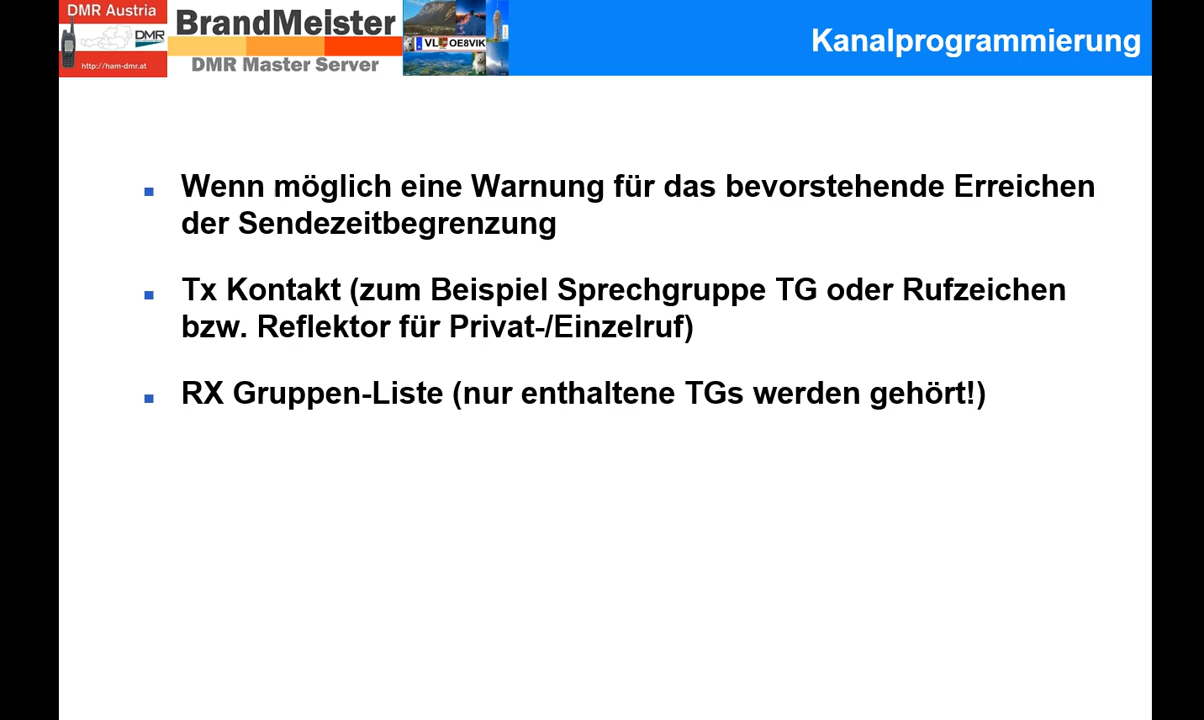 DMR Austria
DMR
http://ham-dmr.at
BrandMeister
DMR Master Server
VL OE8VIK
Kanalprogrammierung
Wenn möglich eine Warnung für das bevorstehende Erreichen
der Sendezeitbegrenzung
Tx Kontakt (zum Beispiel Sprechgruppe TG oder Rufzeichen
bzw. Reflektor für Privat-/Einzelruf)
RX Gruppen-Liste (nur enthaltene TGs werden gehört!)